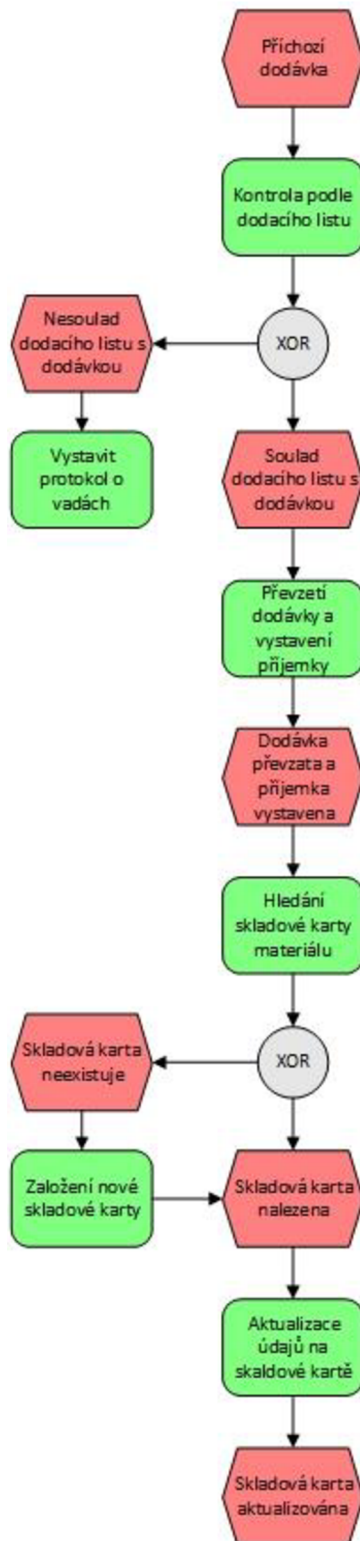 Příchozí
dodávka
Kontrola podle
dodacího listu
XOR
Nesoulad
dodacího listu s
dodávkou
Vystavit
protokol o
vadách
Soulad
dodacího listu s
dodávkou
Převzetí
dodávky a
vystavení
příjemky
Dodávka
převzata a
příjemka
vystavena
Hledání
skladové karty
materiálu
XOR
Skladová karta
neexistuje
Založení nové
skladové karty
Skladová karta
nalezena
Aktualizace
údajů na
skaldové kartě
Skladová karta
aktualizována